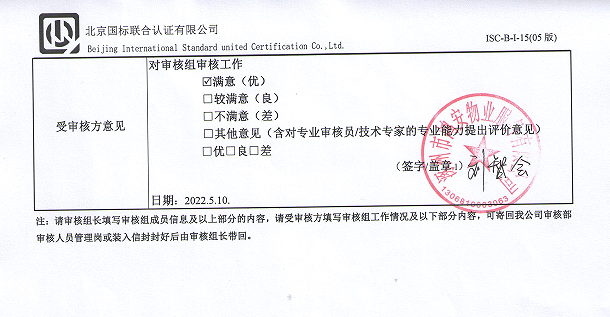 北京国标联合认证有限公司
Beijing International Standard united Certification Co.,Ltd.
ISC-B-I-15(05 版)
受审核方意见
对审核组审核工作
☑满意（优）
□较满意（良）
□不满意（差）
□其他意见（含对专业审核员/技术专家的专业能力提出评价意见）
□优□良□差
（签字/盖章：）
日期：2022.5.10.
注：请审核组长填写审核组成员信息及以上部分的内容，请受审核方填写审核组工作情况及以下部分内容，可寄回我公司审核部
审核人员管理岗或装入信封封好后由审核组长带回。